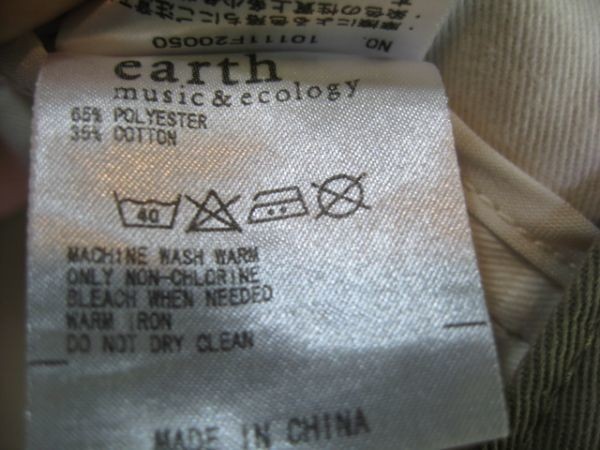 NO. 10111F20050
earth
music & ecology
65% POLYESTER
35% COTTON
40
MACHINE WASH WARM
ONLY NON-CHLORINE
BLEACH WHEN NEEDED
WARM IRON
DO NOT DRY CLEAN
MADE IN CHINA